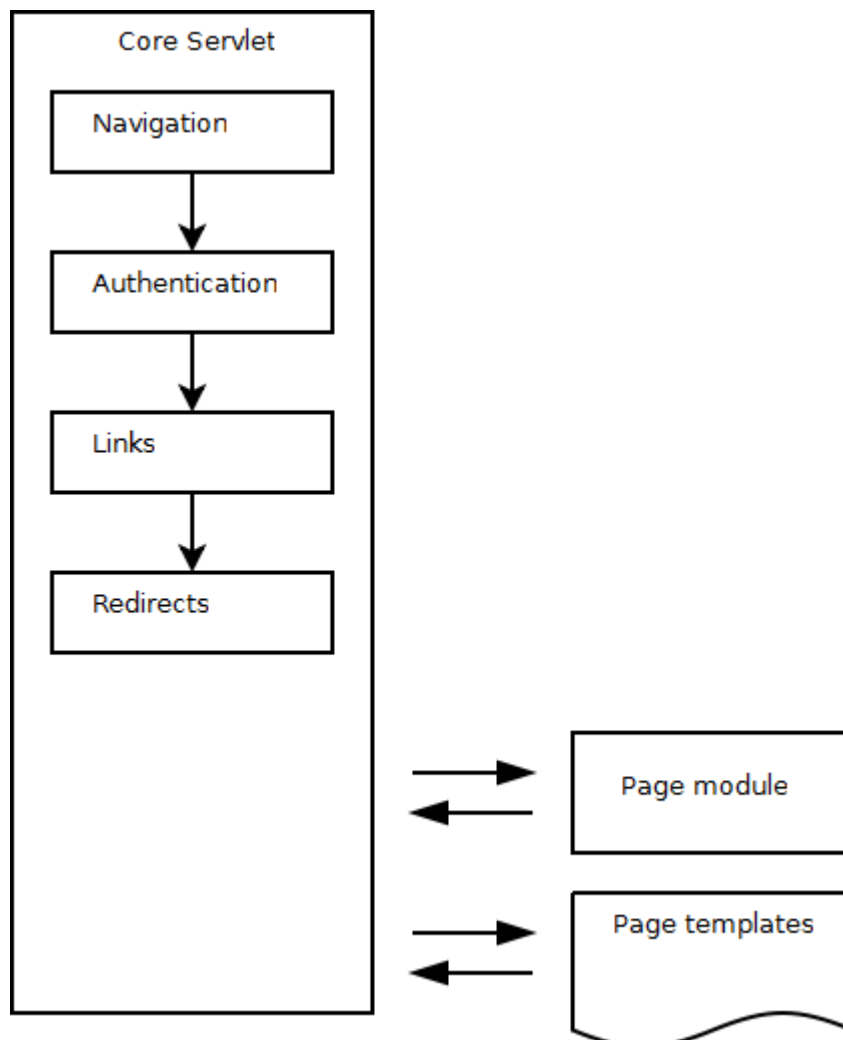 Core Servlet
Navigation
Authentication
Links
Redirects
Page module
Page templates